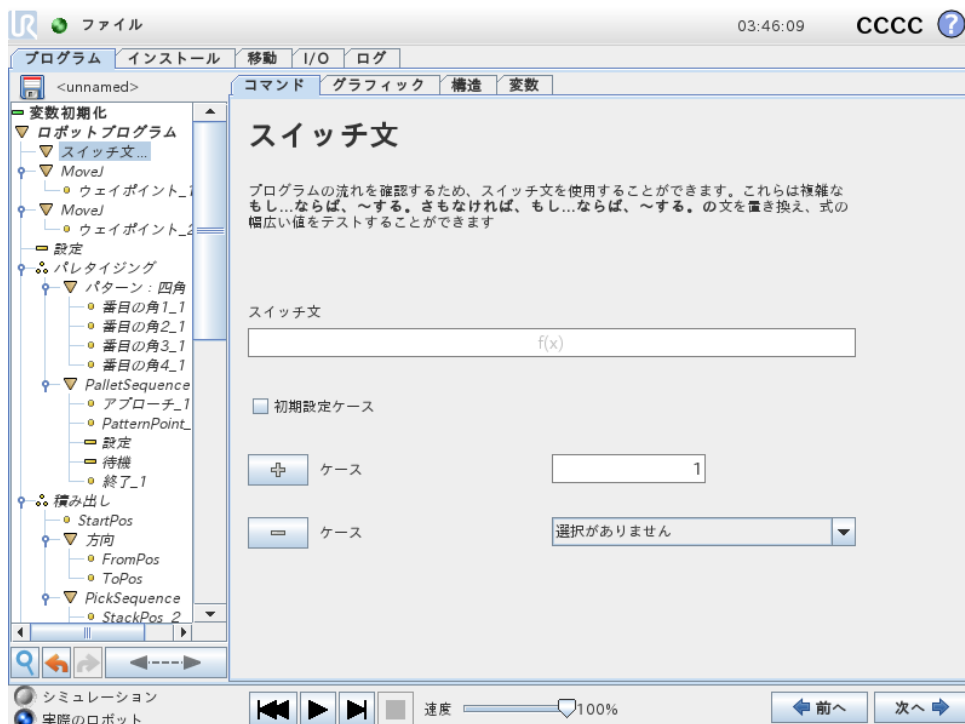 UR ファイル 03:46:09 CCCC ?
プログラム インストール 移動 I/O ログ
<unnamed>
コマンド グラフィック 構造 変数
変数初期化
ロボットプログラム
スイッチ文...
MoveJ
ウェイポイント_1
MoveJ
ウェイポイント_2
設定
パレタイジング
パターン : 四角
番目の角1_1
番目の角2_1
番目の角3_1
番目の角4_1
PalletSequence
アプローチ_1
PatternPoint_
設定
待機
終了_1
積み出し
StartPos
方向
FromPos
ToPos
PickSequence
StackPos_2
スイッチ文
プログラムの流れを確認するため、スイッチ文を使用することができます。これらは複雑な
もし...ならば、～する。さもなければ、もし...ならば、～する。の文を置き換え、式の
幅広い値をテストすることができます
スイッチ文
f(x)
初期設定ケース
ケース 1
ケース 選択がありません
シミュレーション
実際のロボット
速度 100%
前へ 次へ